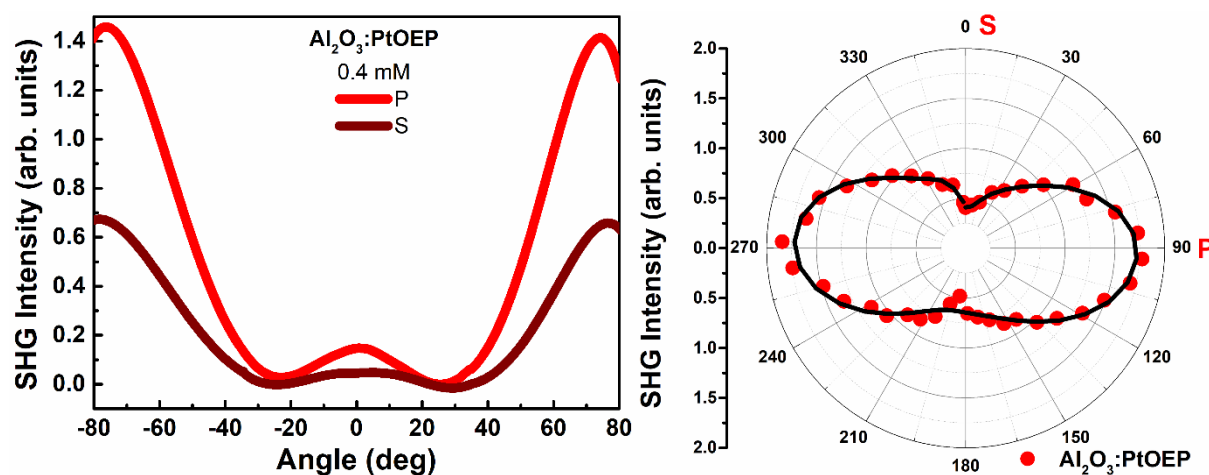 SHG Intensity (arb. units)
1.4
1.2
1.0
0.8
0.6
0.4
0.2
0.0
Al₂O₃:PtOEP
0.4 mM
P
S
-80 -60 -40 -20 0 20 40 60 80
Angle (deg)
SHG Intensity (arb. units)
2.0
1.5
1.0
0.5
0.0
0.5
1.0
1.5
2.0
0 S
30
60
90 P
120
150
180
210
240
270
300
330
Al₂O₃:PtOEP